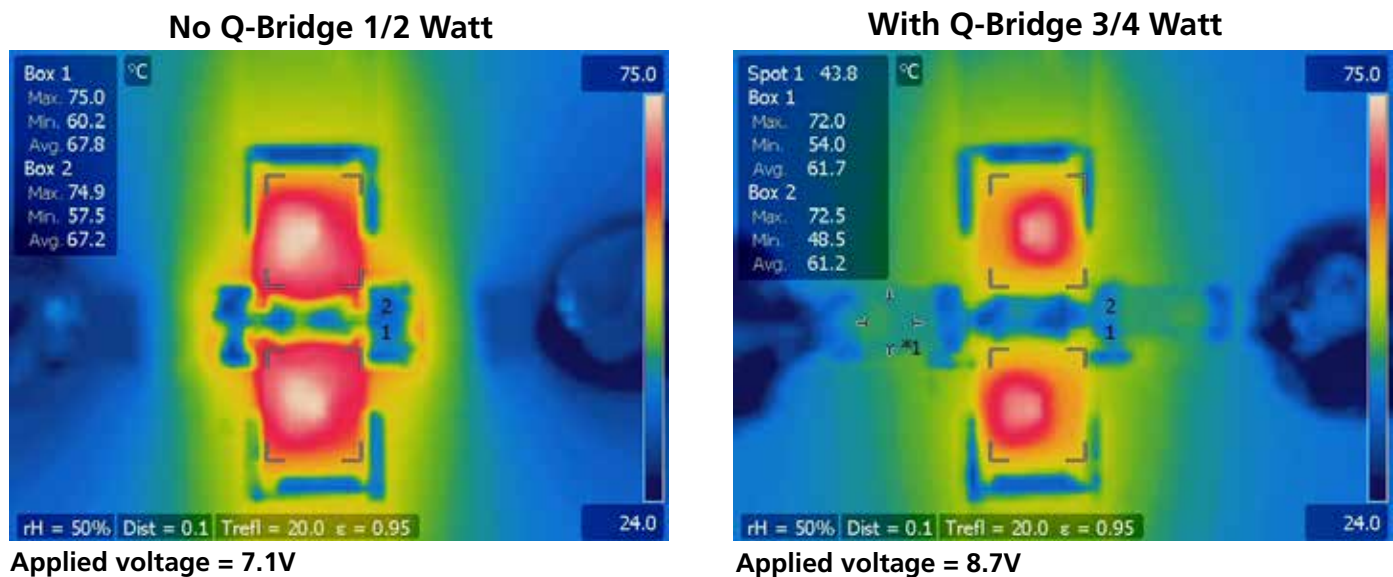 No Q-Bridge 1/2 Watt
Box 1 °C 75.0
Max. 75.0
Min. 60.2
Avg. 67.8
Box 2
Max. 74.9
Min. 57.5
Avg. 67.2
2
1
rH = 50% Dist = 0.1 Trefl = 20.0 ε = 0.95 24.0
Applied voltage = 7.1V
With Q-Bridge 3/4 Watt
Spot 1 43.8 °C 75.0
Box 1
Max. 72.0
Min. 54.0
Avg. 61.7
Box 2
Max. 72.5
Min 48.5
Avg. 61.2
2
1
*1
rH = 50% Dist = 0.1 Trefl = 20.0 ε = 0.95 24.0
Applied voltage = 8.7V